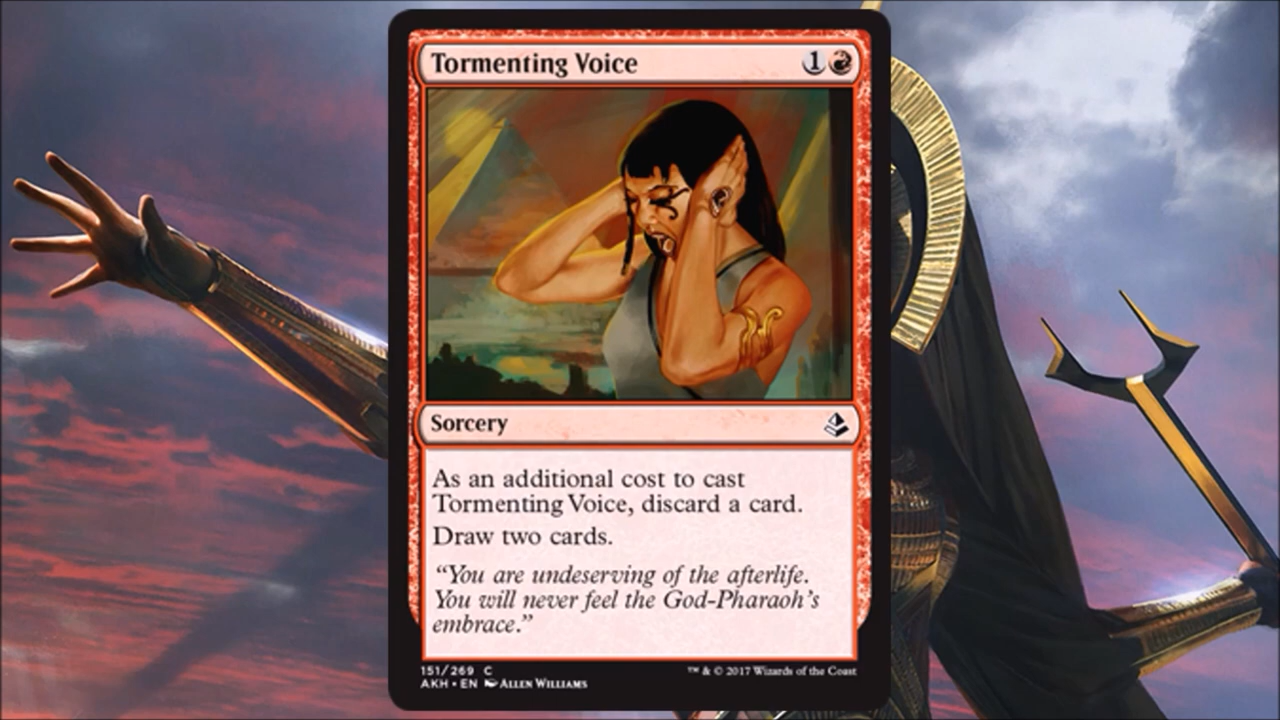 Tormenting Voice 1
Sorcery
As an additional cost to cast
Tormenting Voice, discard a card.
Draw two cards.
“You are undeserving of the afterlife.
You will never feel the God-Pharaoh’s
embrace.”
151/269 C
AKH • EN Allen Williams
™ & © 2017 Wizards of the Coast